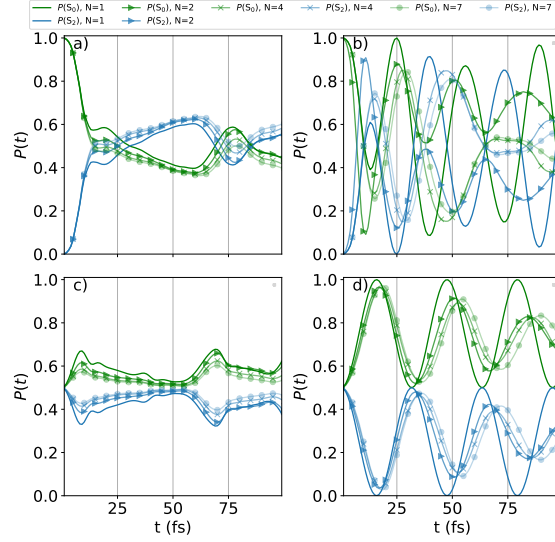 P(S₀), N=1 P(S₀), N=2 P(S₀), N=4 P(S₂), N=4 P(S₀), N=7 P(S₂), N=7
P(S₂), N=1 P(S₂), N=2
a) b)
1.0 1.0
0.8 0.8
0.6 0.6
0.4 0.4
0.2 0.2
0.0 0.0
P(t) P(t)
c) d)
1.0 1.0
0.8 0.8
0.6 0.6
0.4 0.4
0.2 0.2
0.0 0.0
P(t) P(t)
25 50 75 25 50 75
t (fs) t (fs)